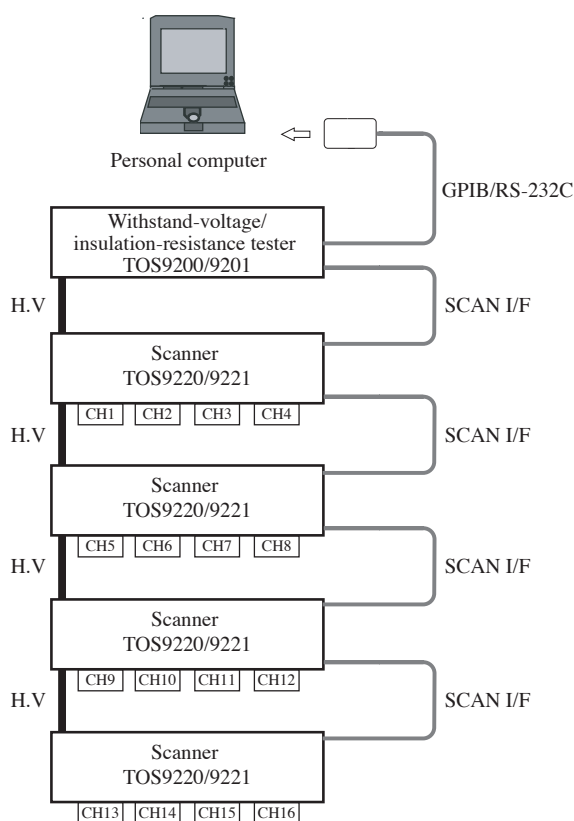 Personal computer
GPIB/RS-232C
Withstand-voltage/
insulation-resistance tester
TOS9200/9201
H.V
SCAN I/F
Scanner
TOS9220/9221
CH1 CH2 CH3 CH4
H.V
SCAN I/F
Scanner
TOS9220/9221
CH5 CH6 CH7 CH8
H.V
SCAN I/F
Scanner
TOS9220/9221
CH9 CH10 CH11 CH12
H.V
SCAN I/F
Scanner
TOS9220/9221
CH13 CH14 CH15 CH16